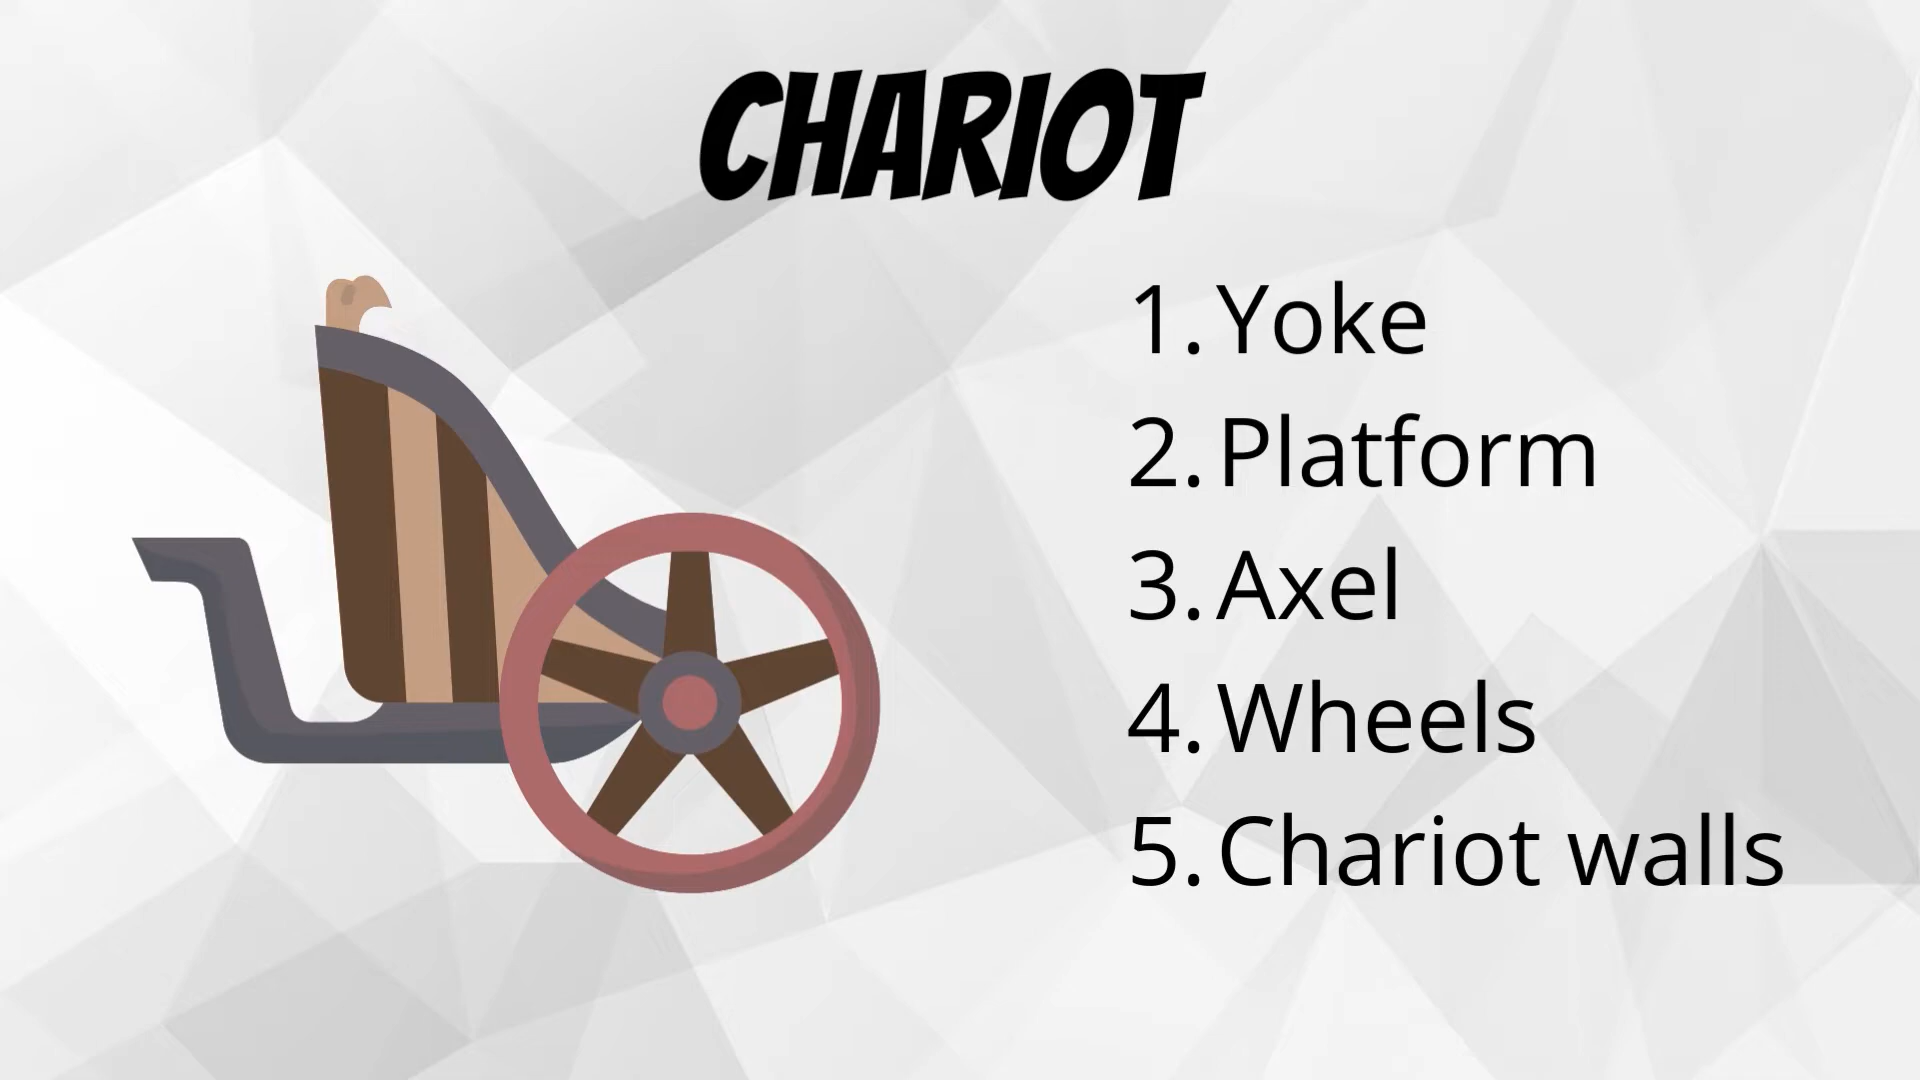 CHARIOT
1. Yoke
2. Platform
3. Axel
4. Wheels
5. Chariot walls